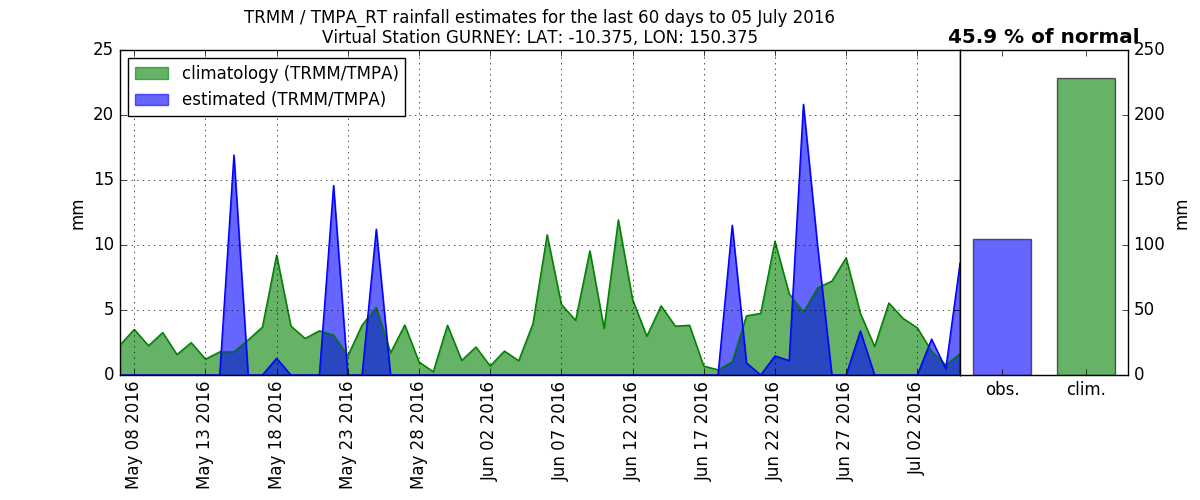 TRMM / TMPA_RT rainfall estimates for the last 60 days to 05 July 2016
Virtual Station GURNEY: LAT: -10.375, LON: 150.375
45.9 % of normal
climatology (TRMM/TMPA)
estimated (TRMM/TMPA)
25
20
15
10
5
0
mm
250
200
150
100
50
0
mm
May 08 2016
May 13 2016
May 18 2016
May 23 2016
May 28 2016
Jun 02 2016
Jun 07 2016
Jun 12 2016
Jun 17 2016
Jun 22 2016
Jun 27 2016
Jul 02 2016
obs.
clim.